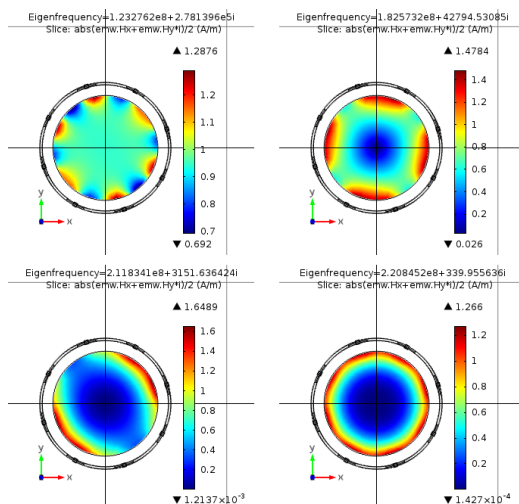 Eigenfrequency=1.232762e8+2.781396e5i
Slice: abs(emw.Hx+emw.Hy*i)/2 (A/m)
▲ 1.2876
1.2
1.1
1
0.9
0.8
0.7
▼ 0.692
y
x
Eigenfrequency=1.825732e8+42794.53085i
Slice: abs(emw.Hx+emw.Hy*i)/2 (A/m)
▲ 1.4784
1.4
1.2
1
0.8
0.6
0.4
0.2
▼ 0.026
y
x
Eigenfrequency=2.118341e8+3151.636424i
Slice: abs(emw.Hx+emw.Hy*i)/2 (A/m)
▲ 1.6489
1.6
1.4
1.2
1
0.8
0.6
0.4
0.2
▼ 1.2137×10⁻³
y
x
Eigenfrequency=2.208452e8+339.955636i
Slice: abs(emw.Hx+emw.Hy*i)/2 (A/m)
▲ 1.266
1.2
1
0.8
0.6
0.4
0.2
▼ 1.427×10⁻⁴
y
x